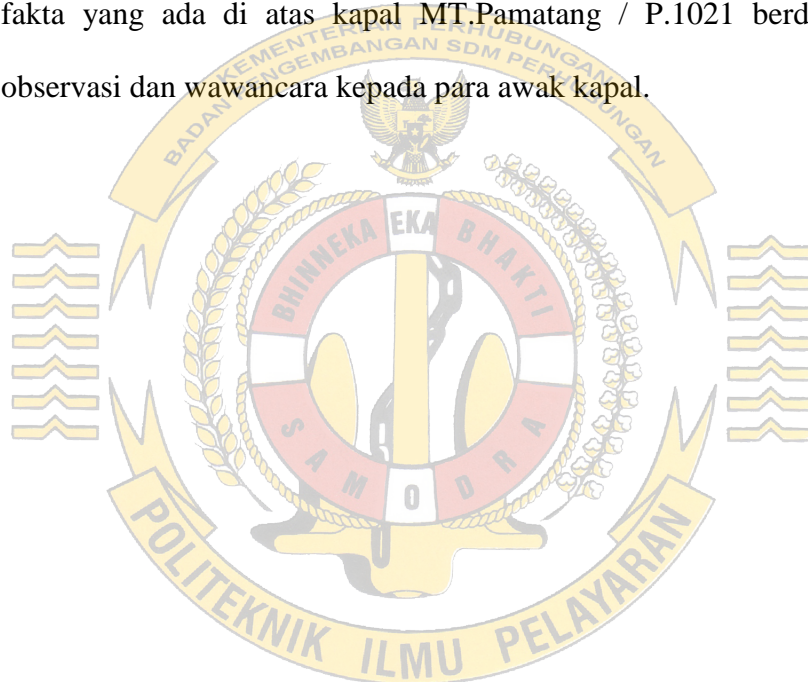 fakta yang ada di atas kapal MT.Pamatang / P.1021 berd
observasi dan wawancara kepada para awak kapal.
KEMENTERIAN PERHUBUNGAN
BADAN PENGEMBANGAN SDM PERHUBUNGAN
BHINNEKA EKA BHAKTI
SAMODRA
POLITEKNIK ILMU PELAYARAN